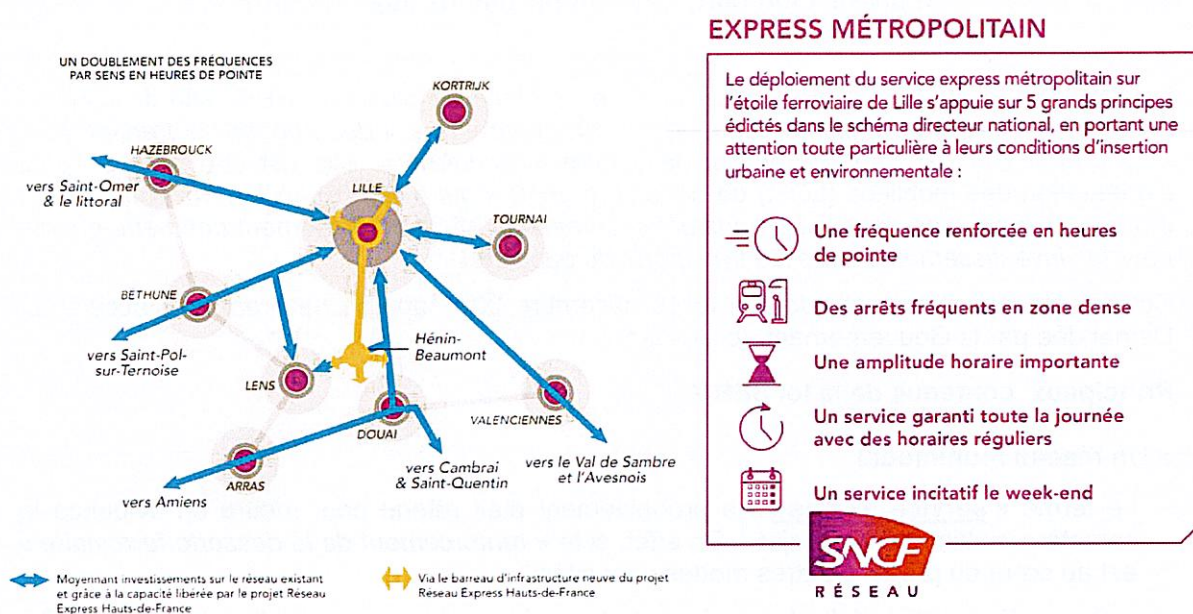 EXPRESS MÉTROPOLITAIN
UN DOUBLEMENT DES FRÉQUENCES
PAR SENS EN HEURES DE POINTE
KORTRIJK
HAZEBROUCK
vers Saint-Omer
& le littoral
LILLE
TOURNAI
BÉTHUNE
vers Saint-Pol-
sur-Ternoise
Hénin-
Beaumont
LENS
DOUAI
VALENCIENNES
ARRAS
vers Amiens
vers Cambrai
& Saint-Quentin
vers le Val de Sambre
et l'Avesnois
Moyennant investissements sur le réseau existant
et grâce à la capacité libérée par le projet Réseau
Express Hauts-de-France
Via le barreau d'infrastructure neuve du projet
Réseau Express Hauts-de-France
Le déploiement du service express métropolitain sur
l'étoile ferroviaire de Lille s'appuie sur 5 grands principes
édictés dans le schéma directeur national, en portant une
attention toute particulière à leurs conditions d'insertion
urbaine et environnementale :
Une fréquence renforcée en heures
de pointe
Des arrêts fréquents en zone dense
Une amplitude horaire importante
Un service garanti toute la journée
avec des horaires réguliers
Un service incitatif le week-end
SNCF
RÉSEAU